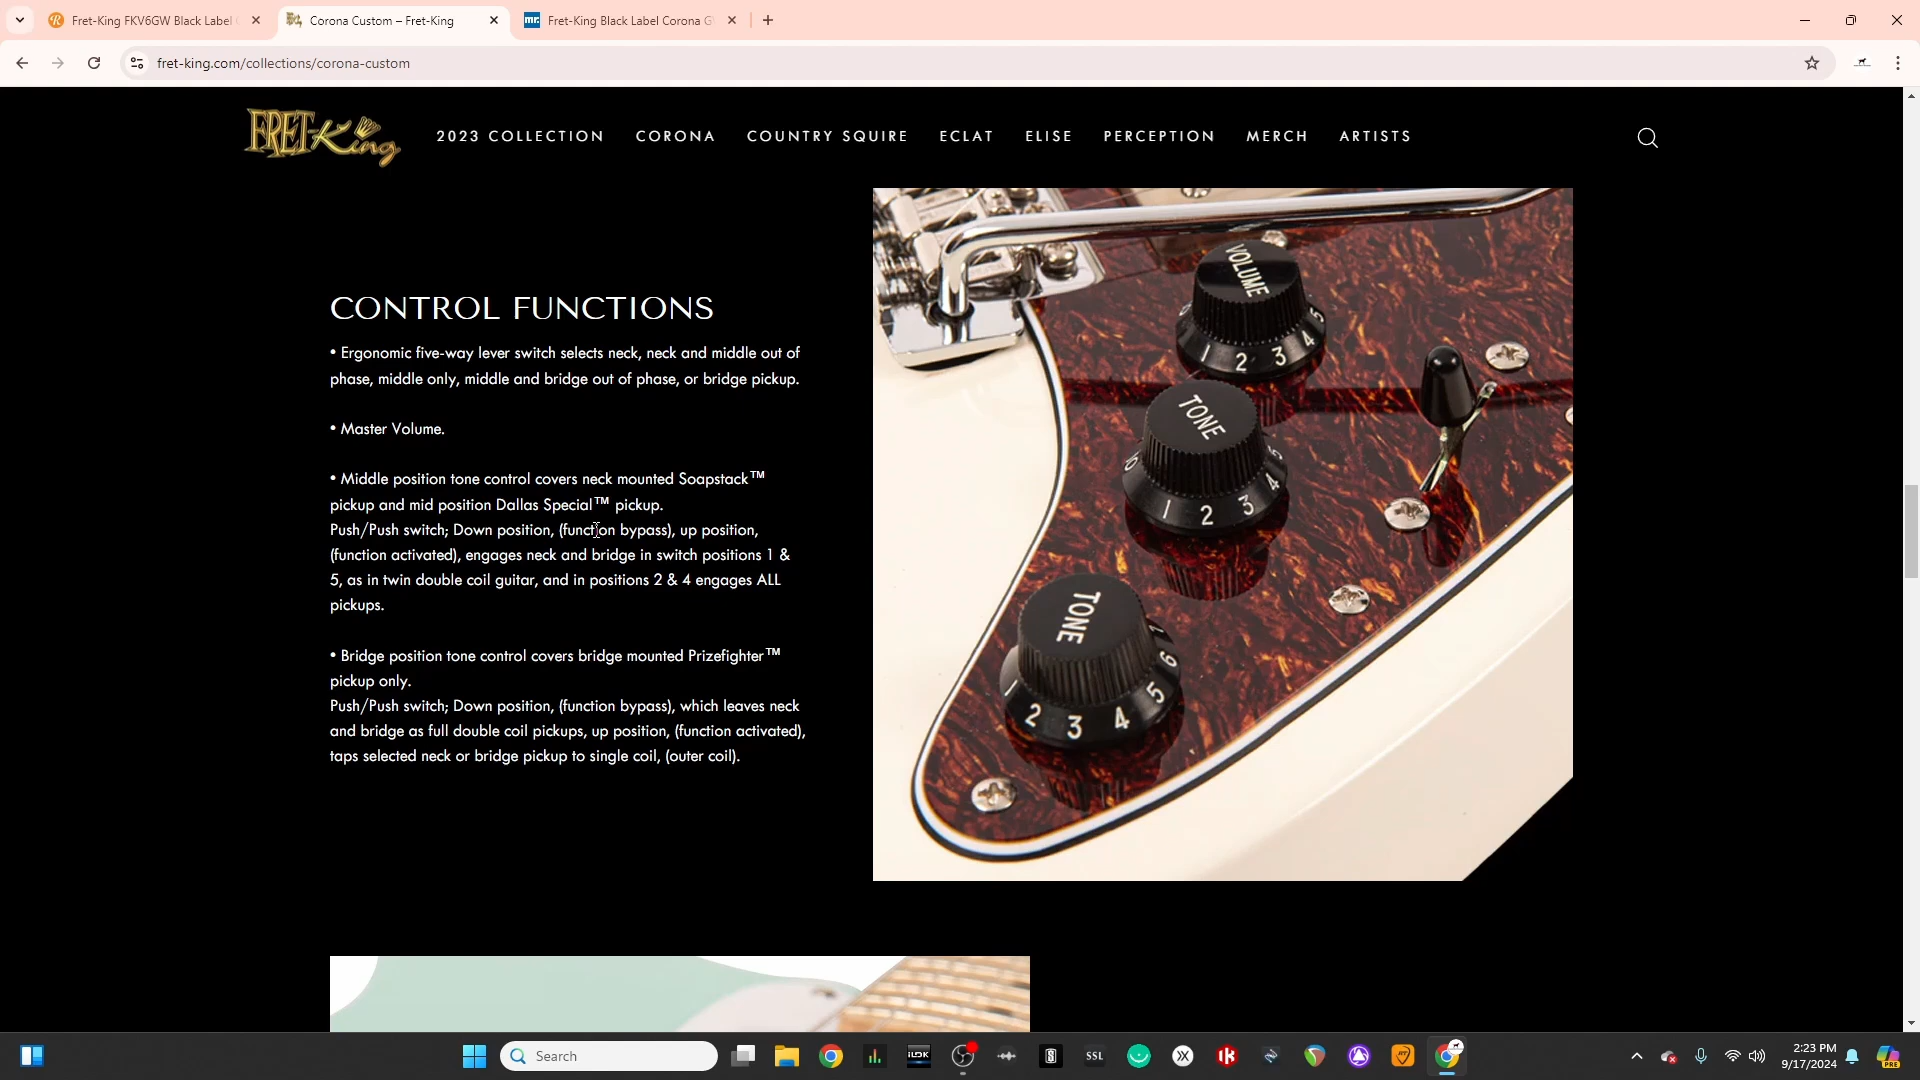 Fret-King FKV6GW Black Label
Corona Custom – Fret-King
mr.
Fret-King Black Label Corona G
fret-king.com/collections/corona-custom
FRET-King
2023 COLLECTION
CORONA
COUNTRY SQUIRE
ECLAT
ELISE
PERCEPTION
MERCH
ARTISTS
CONTROL FUNCTIONS
• Ergonomic five-way lever switch selects neck, neck and middle out of
phase, middle only, middle and bridge out of phase, or bridge pickup.
• Master Volume.
• Middle position tone control covers neck mounted Soapstack™
pickup and mid position Dallas Special™ pickup.
Push/Push switch; Down position, (function bypass), up position,
(function activated), engages neck and bridge in switch positions 1 &
5, as in twin double coil guitar, and in positions 2 & 4 engages ALL
pickups.
• Bridge position tone control covers bridge mounted Prizefighter™
pickup only.
Push/Push switch; Down position, (function bypass), which leaves neck
and bridge as full double coil pickups, up position, (function activated),
taps selected neck or bridge pickup to single coil, (outer coil).
VOLUME
1 2 3 4 5
TONE
10 1 2 3 4 5
TONE
1 2 3 4 5 6 7
Search
SSL
2:23 PM
9/17/2024
PRE